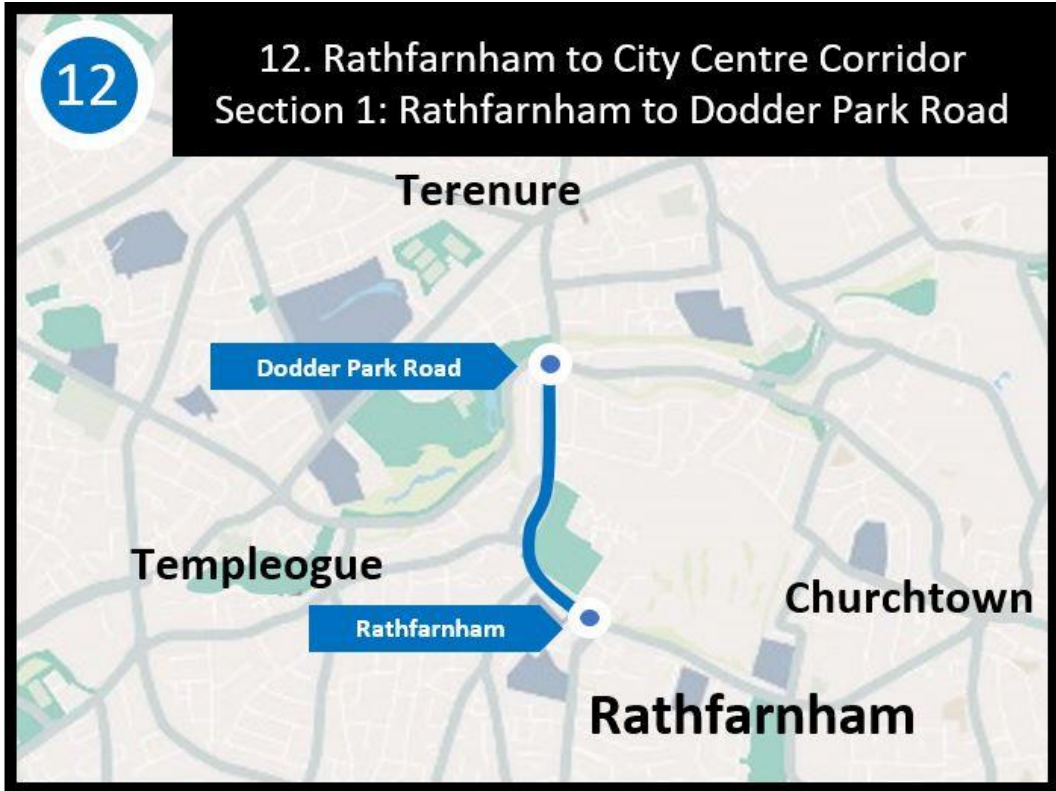 12
12. Rathfarnham to City Centre Corridor
Section 1: Rathfarnham to Dodder Park Road
Terenure
Dodder Park Road
Templeogue
Churchtown
Rathfarnham
Rathfarnham